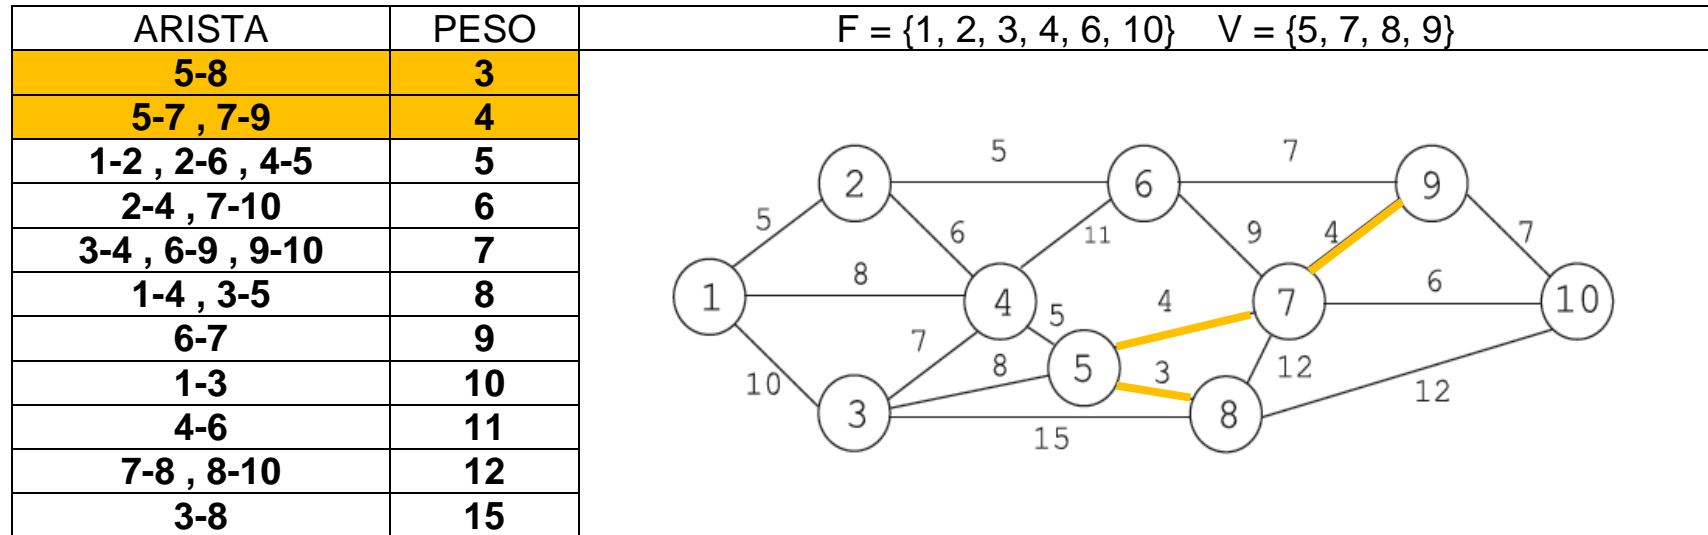 ARISTA PESO F = {1, 2, 3, 4, 6, 10} V = {5, 7, 8, 9}
5-8 3
5-7 , 7-9 4
1-2 , 2-6 , 4-5 5
2-4 , 7-10 6
3-4 , 6-9 , 9-10 7
1-4 , 3-5 8
6-7 9
1-3 10
4-6 11
7-8 , 8-10 12
3-8 15
5 7
2 6 9
5 6 11 9 4 7
8 4 6
1 4 5 7 10
7 8 5 3 12
10 12
3 8
15